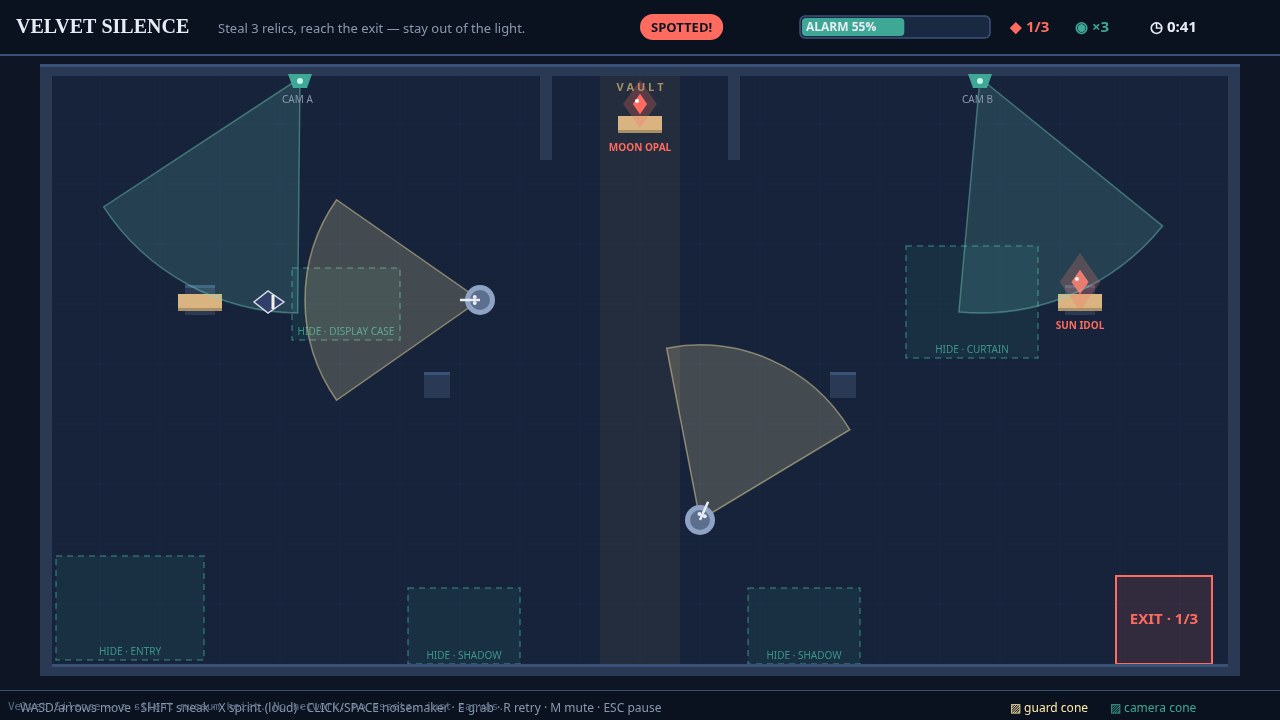 VELVET SILENCE
Steal 3 relics, reach the exit — stay out of the light.
SPOTTED!
ALARM 55%
◆ 1/3
◉ ×3
◷ 0:41
VAULT
CAM A
CAM B
MOON OPAL
HIDE · DISPLAY CASE
SUN IDOL
HIDE · CURTAIN
EXIT · 1/3
HIDE · ENTRY
HIDE · SHADOW
HIDE · SHADOW
WASD/arrows move · SHIFT sneak · X sprint (loud) · CLICK/SPACE noisemaker · E grab · R retry · M mute · ESC pause
▨ guard cone
▨ camera cone